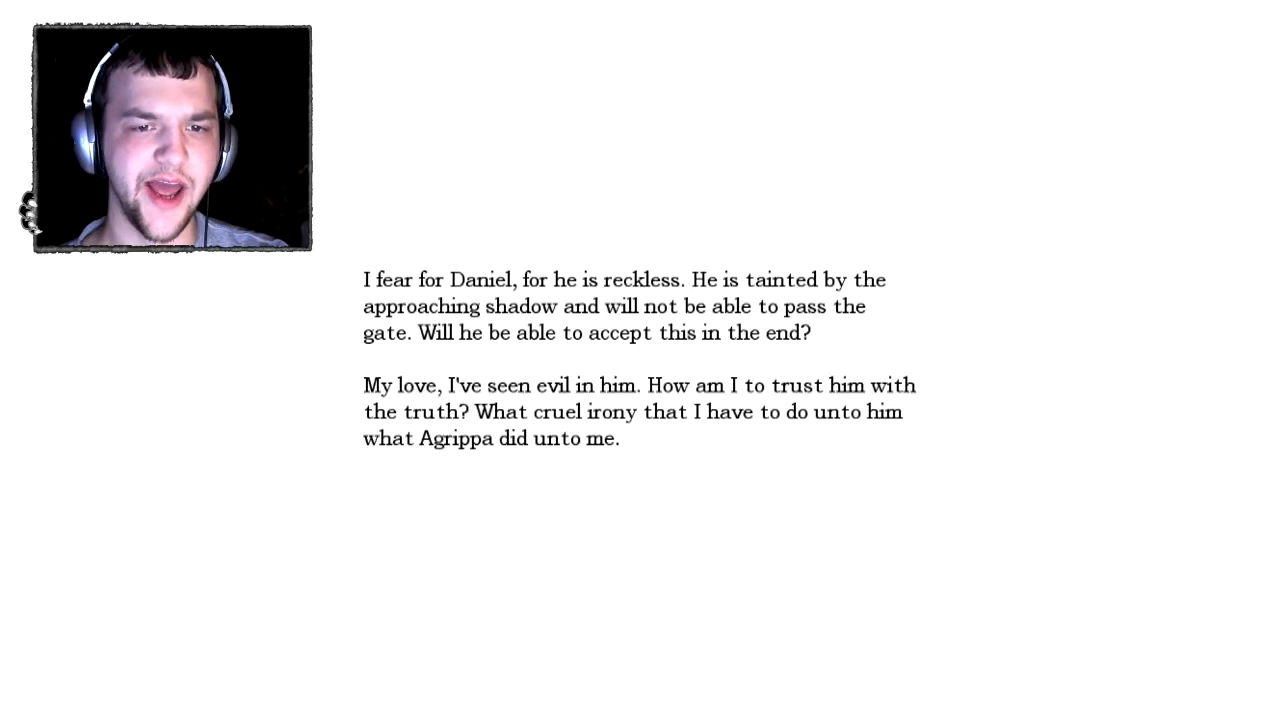 I fear for Daniel, for he is reckless. He is tainted by the
approaching shadow and will not be able to pass the
gate. Will he be able to accept this in the end?
My love, I've seen evil in him. How am I to trust him with
the truth? What cruel irony that I have to do unto him
what Agrippa did unto me.